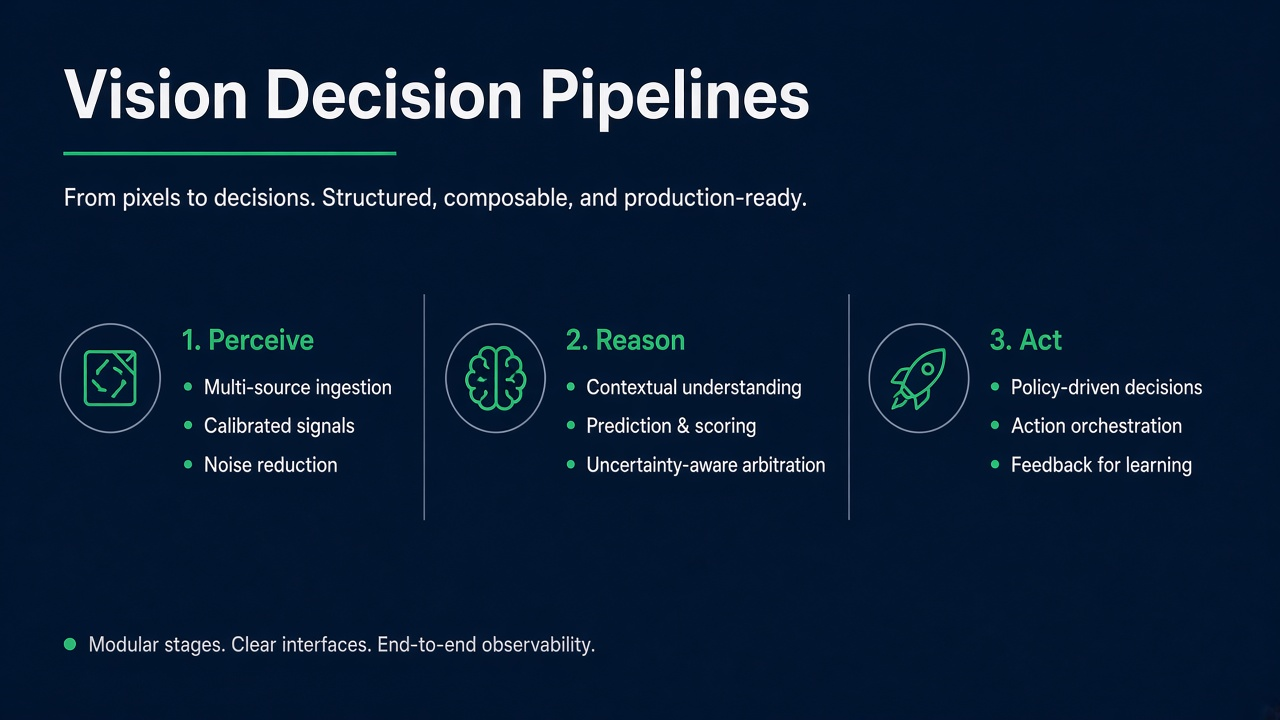 Vision Decision Pipelines
From pixels to decisions. Structured, composable, and production-ready.
1. Perceive
Multi-source ingestion
Calibrated signals
Noise reduction
2. Reason
Contextual understanding
Prediction & scoring
Uncertainty-aware arbitration
3. Act
Policy-driven decisions
Action orchestration
Feedback for learning
Modular stages. Clear interfaces. End-to-end observability.